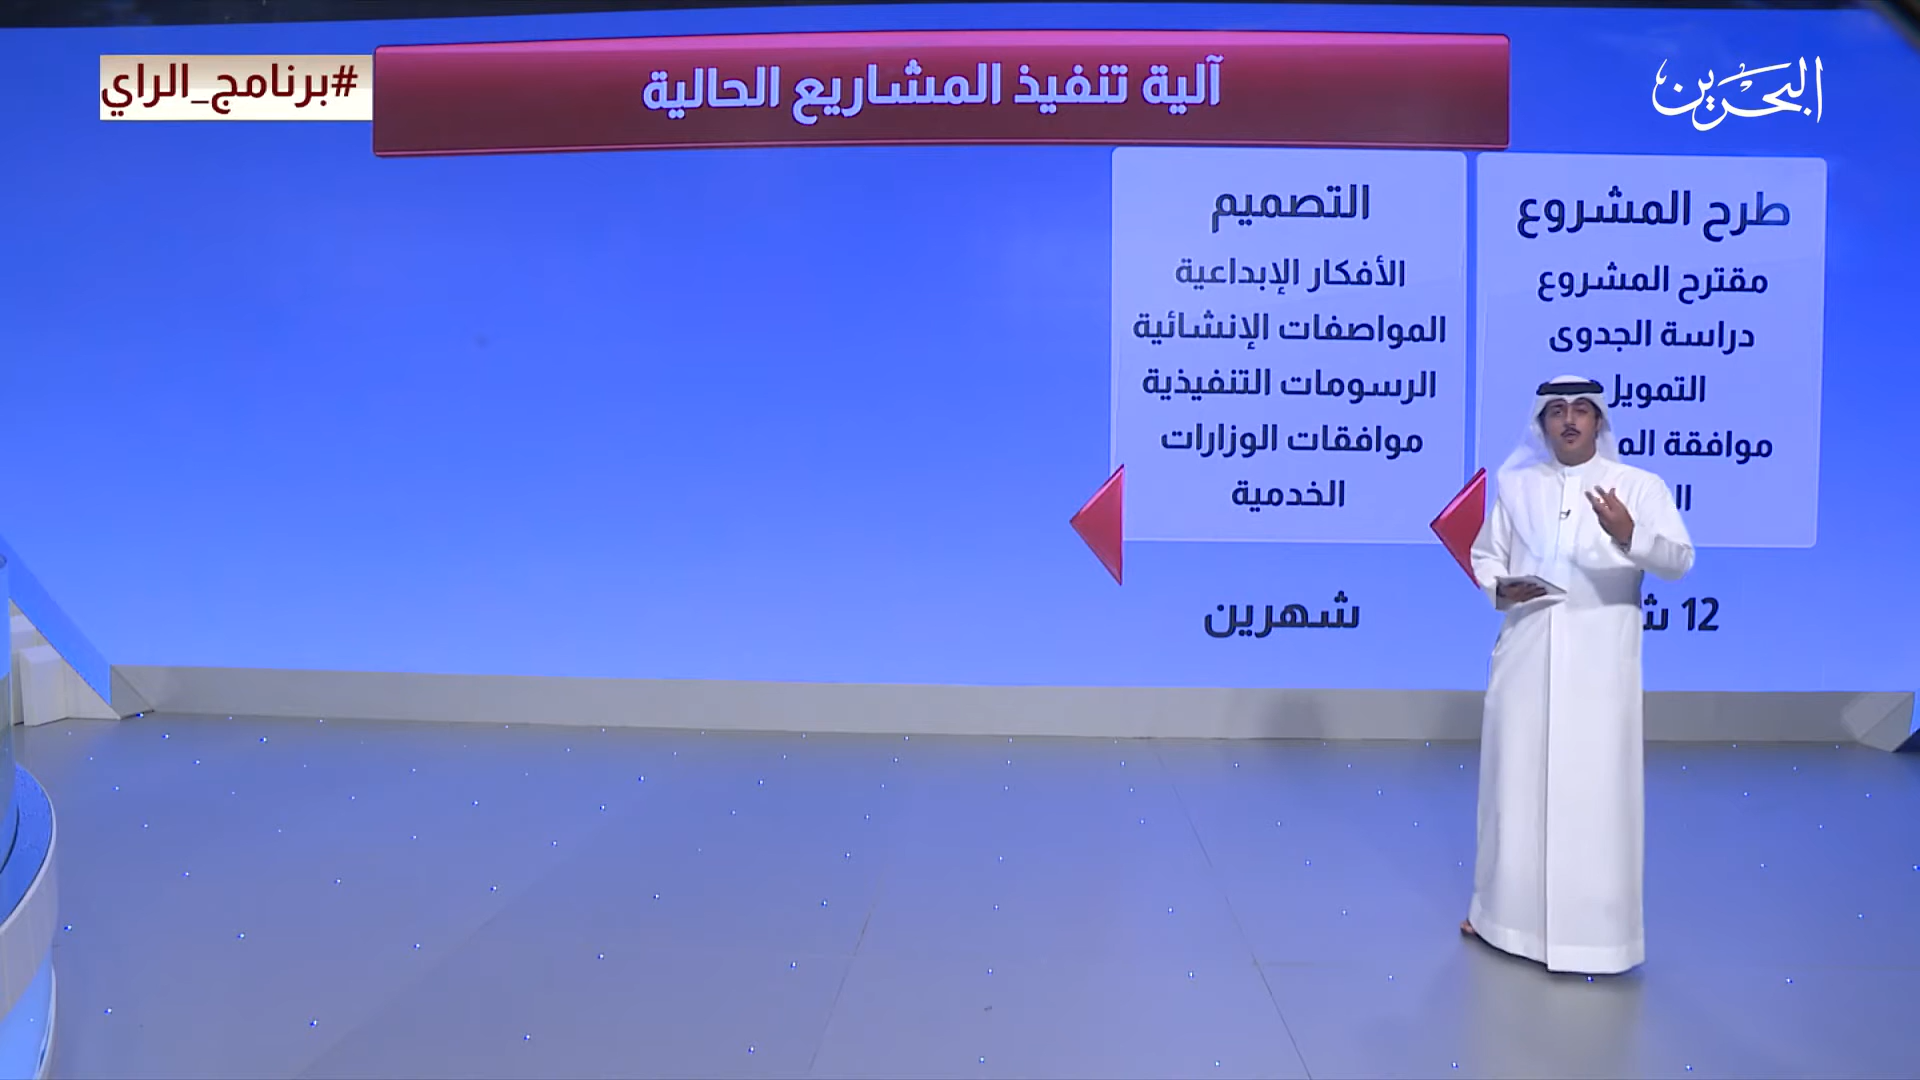 البحرين
آلية تنفيذ المشاريع الحالية
#برنامج_الراي
طرح المشروع
مقترح المشروع
دراسة الجدوى
التمويل
موافقة
12
التصميم
الأفكار الإبداعية
المواصفات الإنشائية
الرسومات التنفيذية
موافقات الوزارات
الخدمية
شهرين